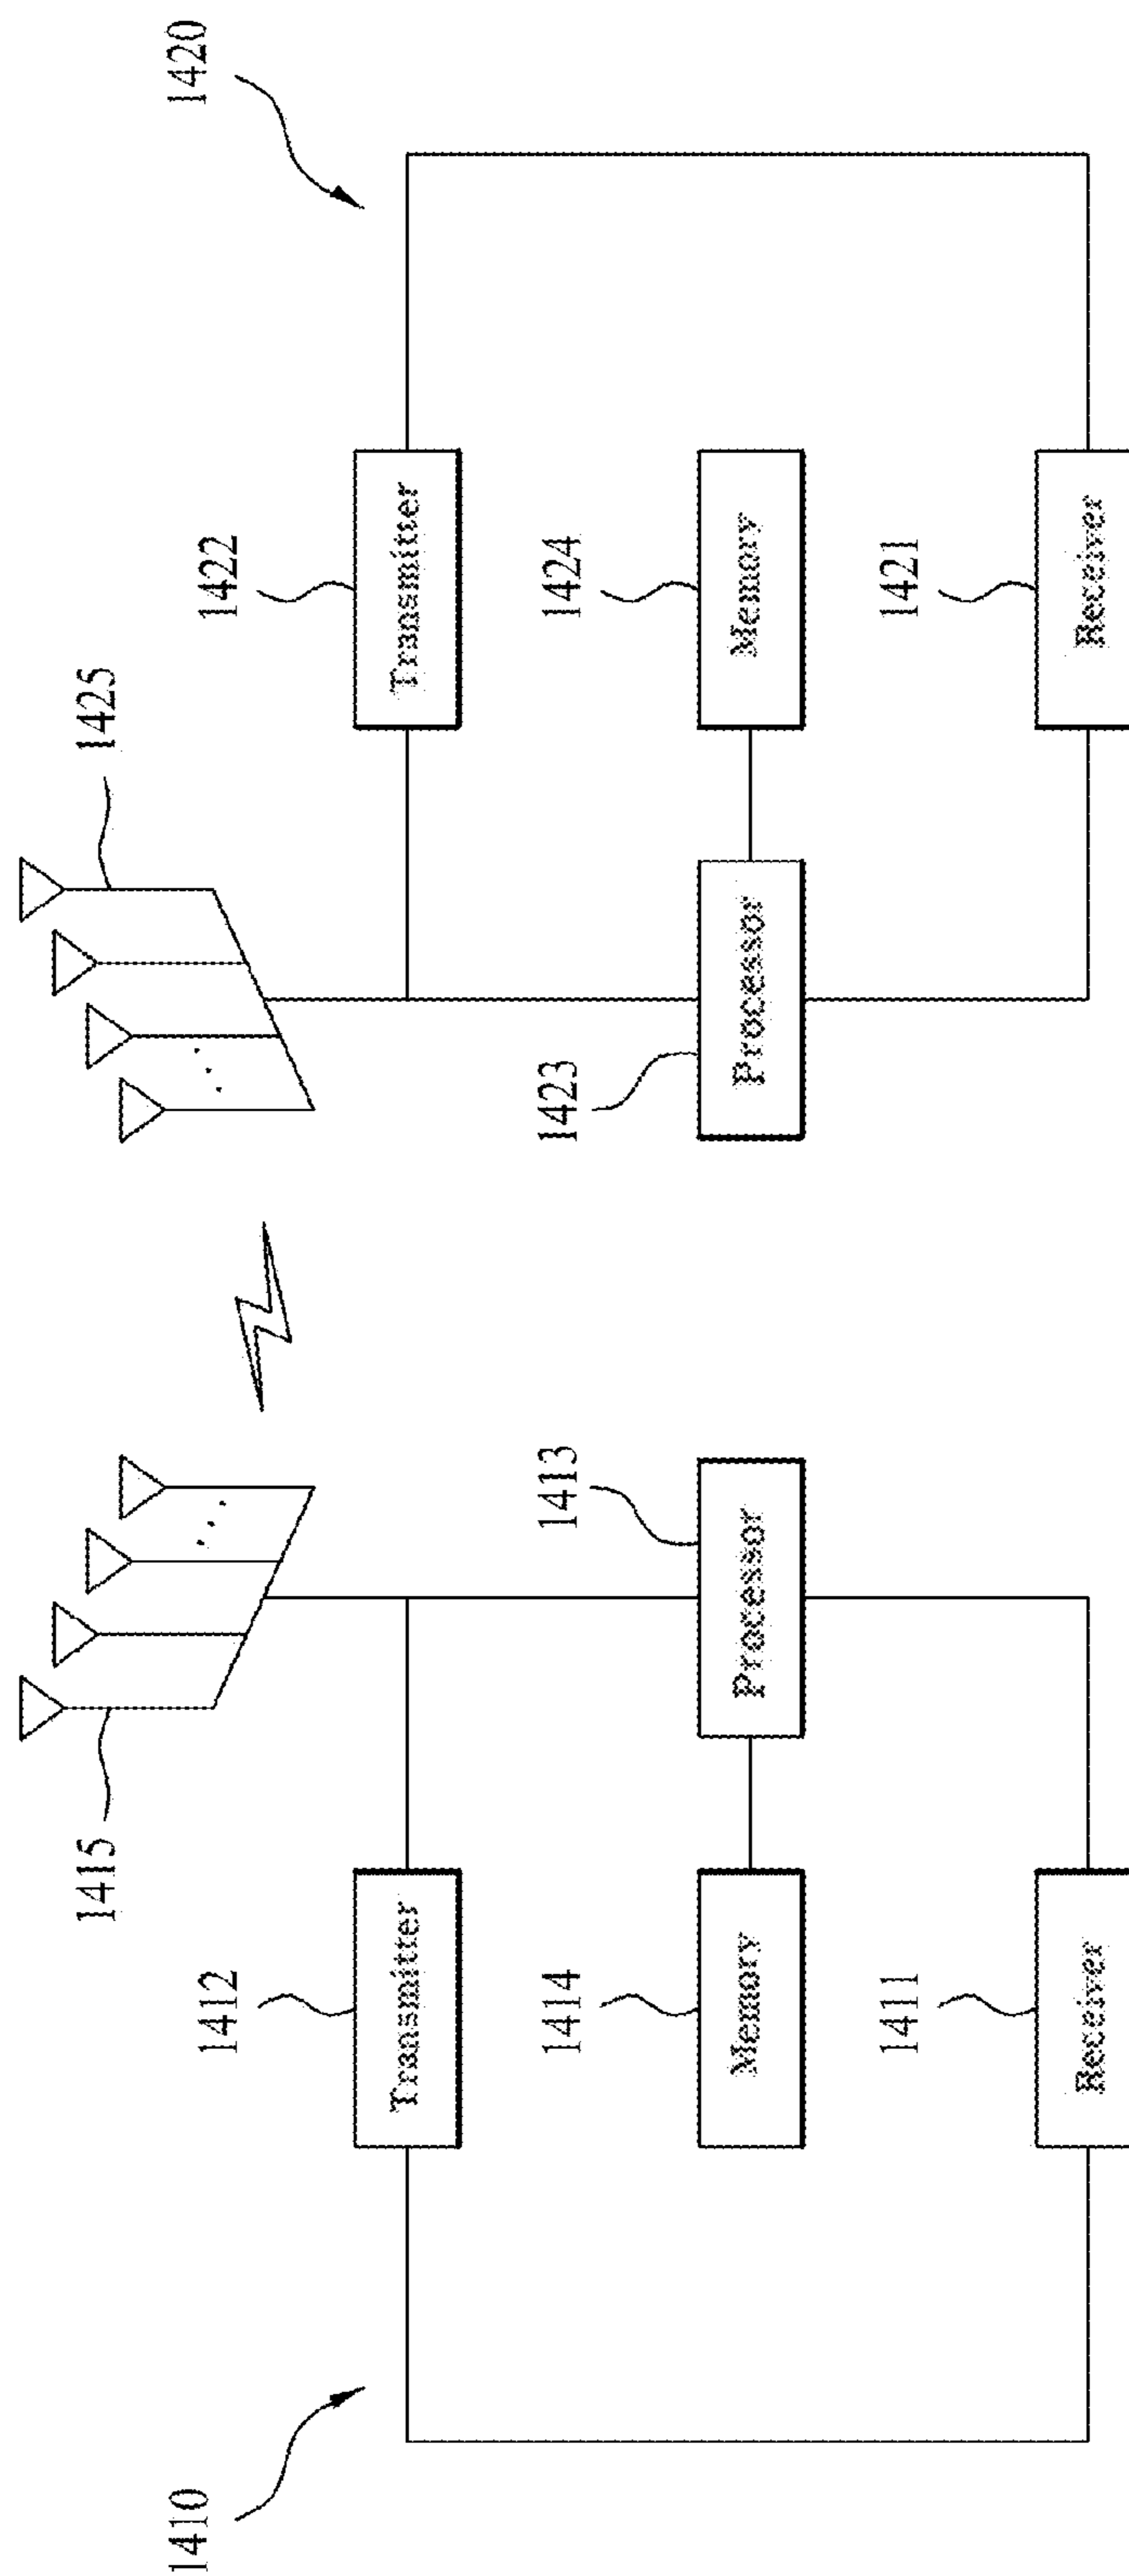 1410
1415
1412
Transmitter
1414
Memory
1413
Processor
1411
Receiver
1420
1425
1422
Transmitter
1423
Processor
1424
Memory
1421
Receiver